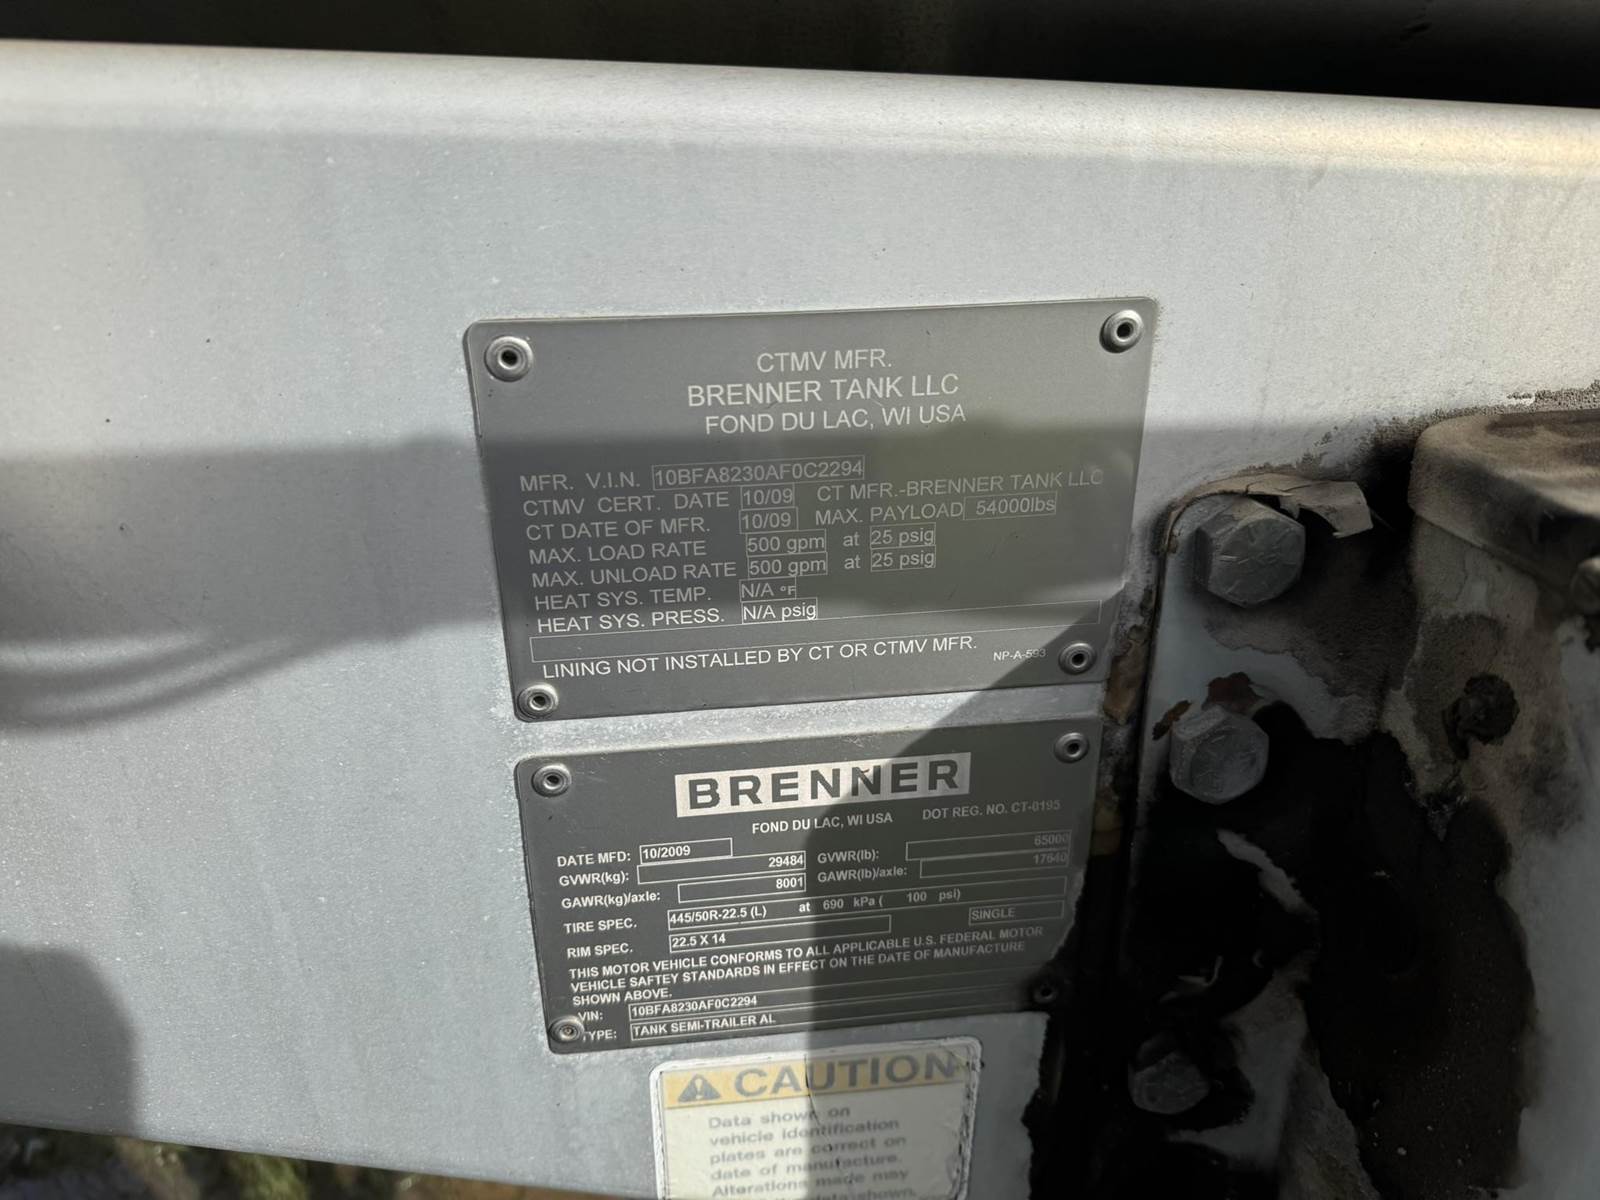 CTMV MFR.
BRENNER TANK LLC
FOND DU LAC, WI USA
MFR. V.I.N. 10BFA8230AF0C2294
CTMV CERT. DATE 10/09 CT MFR.-BRENNER TANK LLC
CT DATE OF MFR. 10/09 MAX. PAYLOAD 54000lbs
MAX. LOAD RATE 500 gpm at 25 psig
MAX. UNLOAD RATE 500 gpm at 25 psig
HEAT SYS. TEMP. N/A °F
HEAT SYS. PRESS. N/A psig
LINING NOT INSTALLED BY CT OR CTMV MFR. NP-A-593
BRENNER
FOND DU LAC, WI USA DOT REG. NO. CT-0195
DATE MFD: 10/2009
GVWR(kg): 29484 GVWR(lb): 65000
GAWR(kg)/axle: 8001 GAWR(lb)/axle: 17640
TIRE SPEC. 445/50R-22.5 (L) at 690 kPa ( 100 psi)
RIM SPEC. 22.5 X 14 SINGLE
THIS MOTOR VEHICLE CONFORMS TO ALL APPLICABLE U.S. FEDERAL MOTOR
VEHICLE SAFTEY STANDARDS IN EFFECT ON THE DATE OF MANUFACTURE
SHOWN ABOVE.
VIN: 10BFA8230AF0C2294
TYPE: TANK SEMI-TRAILER AL
CAUTION
Data shown on
vehicle identification
plates are correct on
date of manufacture.
Alterations made may
data shown.